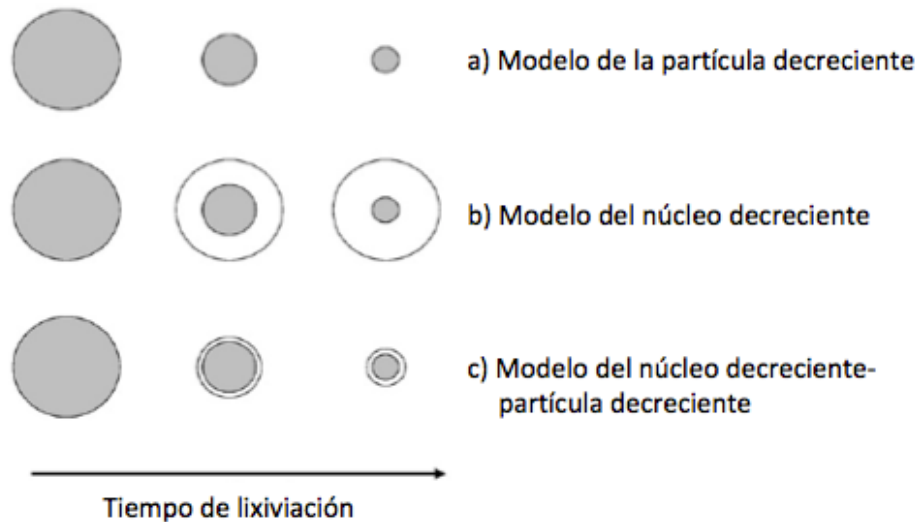 a) Modelo de la partícula decreciente
b) Modelo del núcleo decreciente
c) Modelo del núcleo decreciente-
partícula decreciente
Tiempo de lixiviación